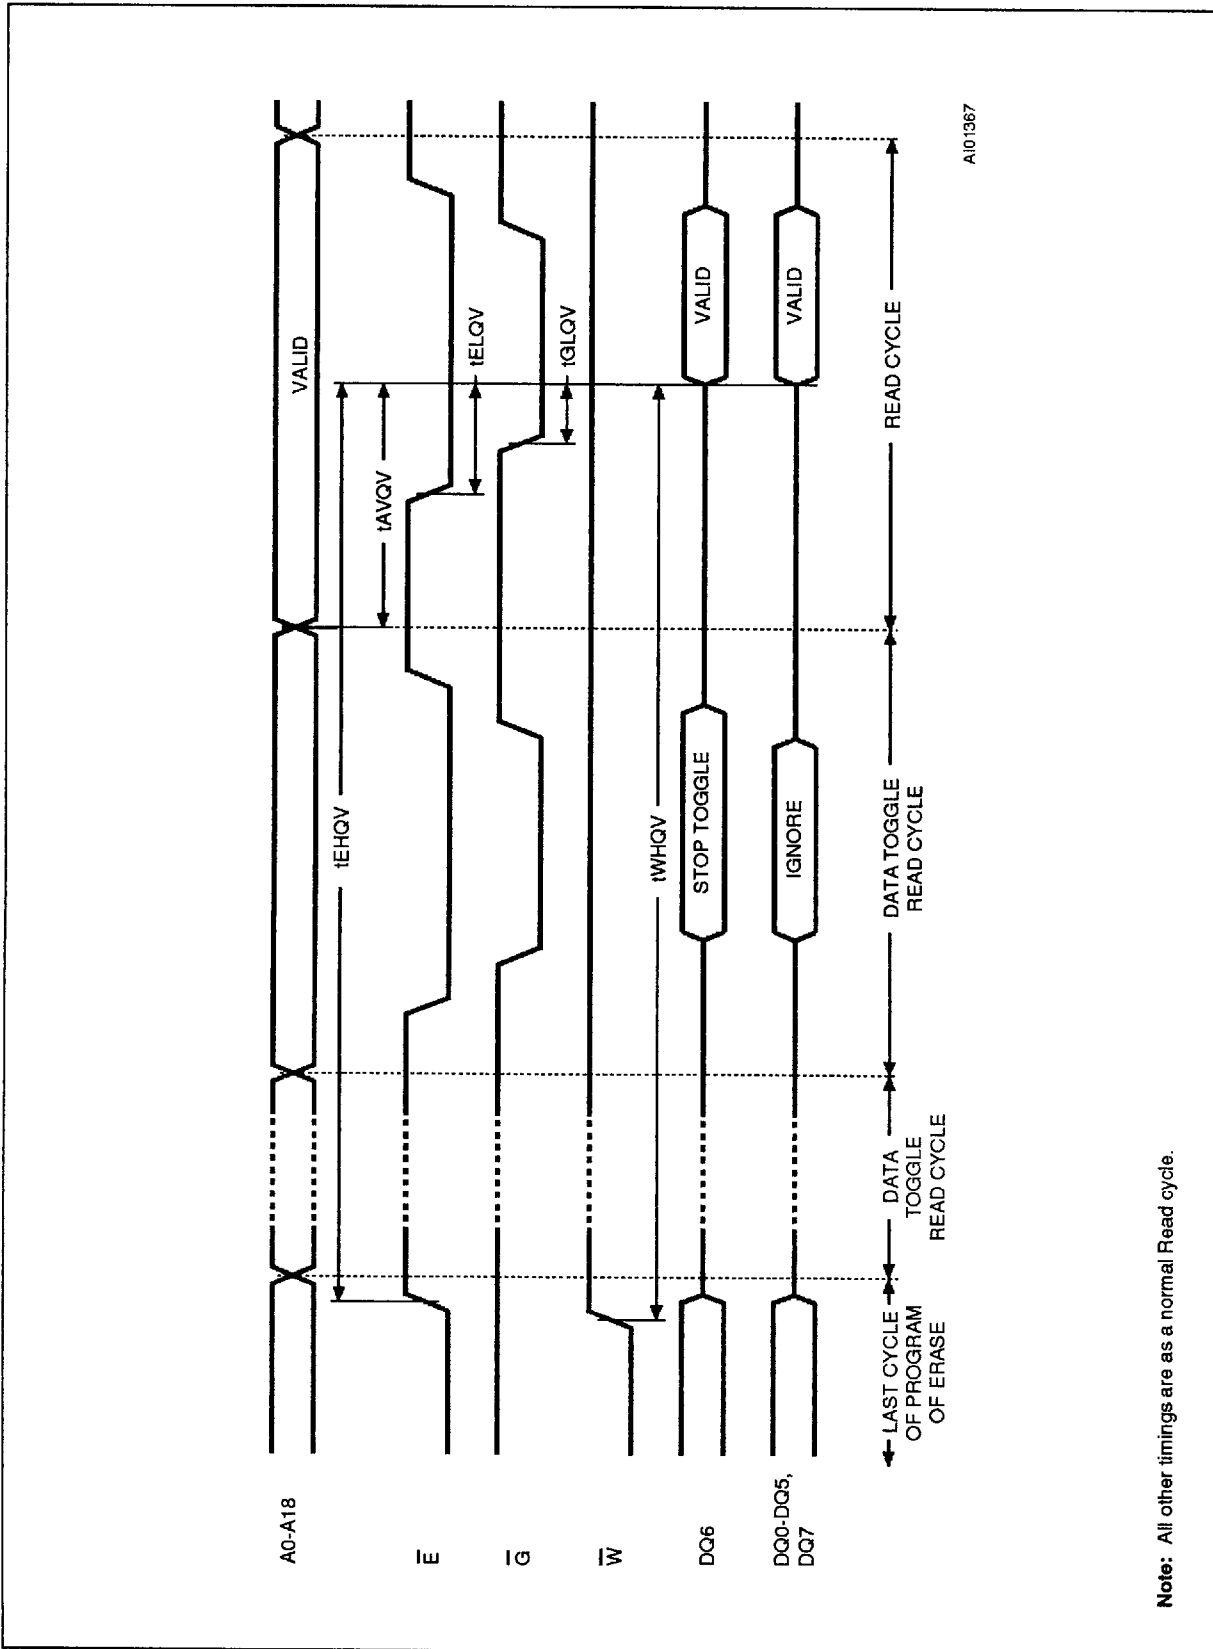 A0-A18
VALID
tEHQV
tAVQV
E
tELQV
G
tGLQV
W
tWHQV
DQ6
STOP TOGGLE
VALID
DQ0-DQ5,
DQ7
IGNORE
VALID
LAST CYCLE
OF PROGRAM
OF ERASE
DATA
TOGGLE
READ CYCLE
DATA TOGGLE
READ CYCLE
READ CYCLE
AI01367
Note: All other timings are as a normal Read cycle.